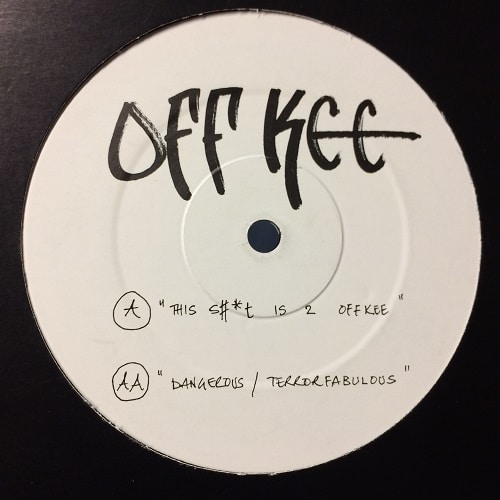 OFF KEE
A "THIS S#*t IS 2 OFFKEE"
AA "DANGEROUS / TERRORFABULOUS"